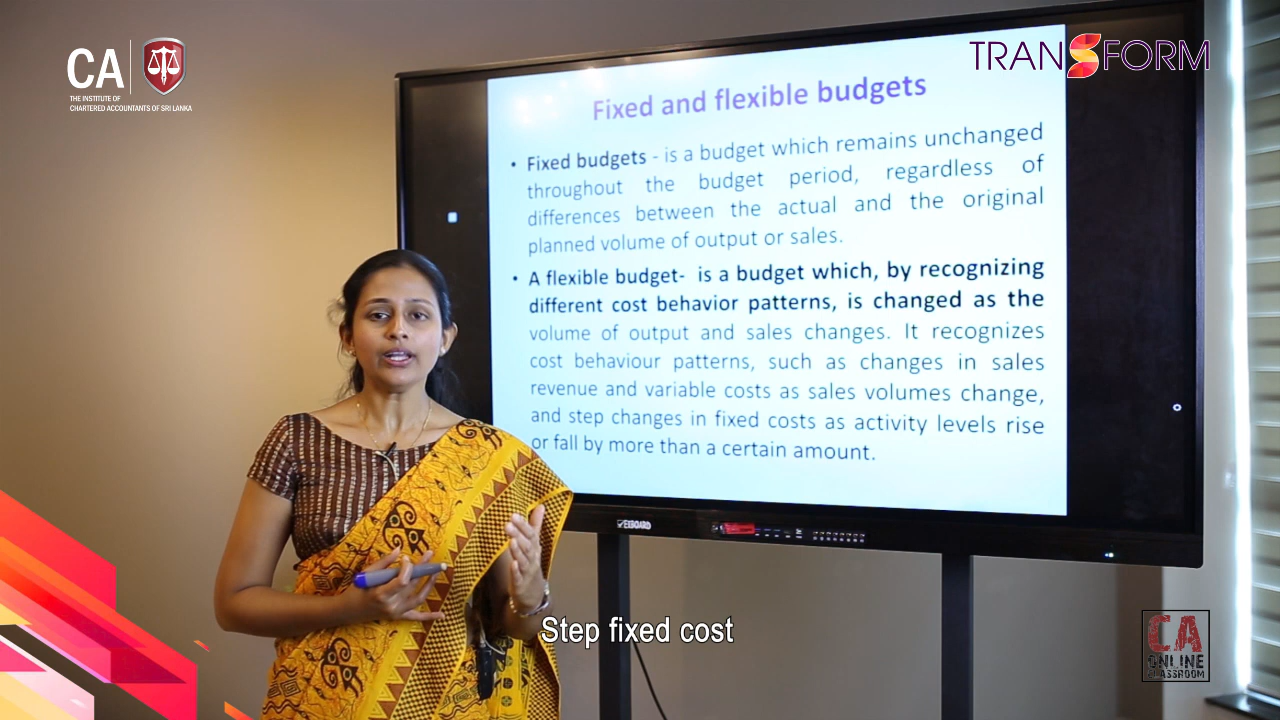 CA
THE INSTITUTE OF
CHARTERED ACCOUNTANTS OF SRI LANKA
TRANSFORM
Fixed and flexible budgets
• Fixed budgets - is a budget which remains unchanged
throughout the budget period, regardless of
differences between the actual and the original
planned volume of output or sales.
• A flexible budget- is a budget which, by recognizing
different cost behavior patterns, is changed as the
volume of output and sales changes. It recognizes
cost behaviour patterns, such as changes in sales
revenue and variable costs as sales volumes change,
and step changes in fixed costs as activity levels rise
or fall by more than a certain amount.
EIBOARD
Step fixed cost
CA
ONLINE
CLASSROOM